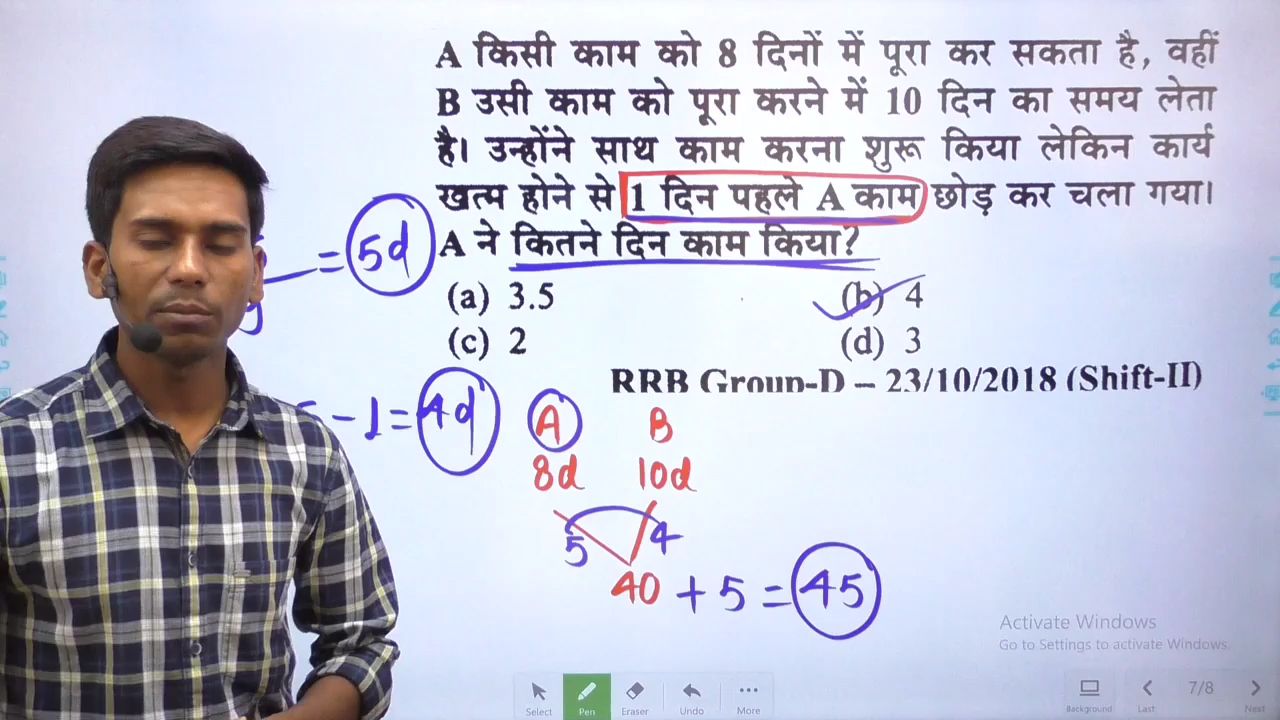 A किसी काम को 8 दिनों में पूरा कर सकता है, वहीं
B उसी काम को पूरा करने में 10 दिन का समय लेता
है। उन्होंने साथ काम करना शुरू किया लेकिन कार्य
खत्म होने से 1 दिन पहले A काम छोड़ कर चला गया।
A ने कितने दिन काम किया?
= 5d
(a) 3.5 (b) 4
(c) 2 (d) 3
RRB Group-D – 23/10/2018 (Shift-II)
- 1 = 4d
A B
8d 10d
5 4
40 + 5 = 45
Activate Windows
Go to Settings to activate Windows.
Select Pen Eraser Undo More Background Last 7/8 Next